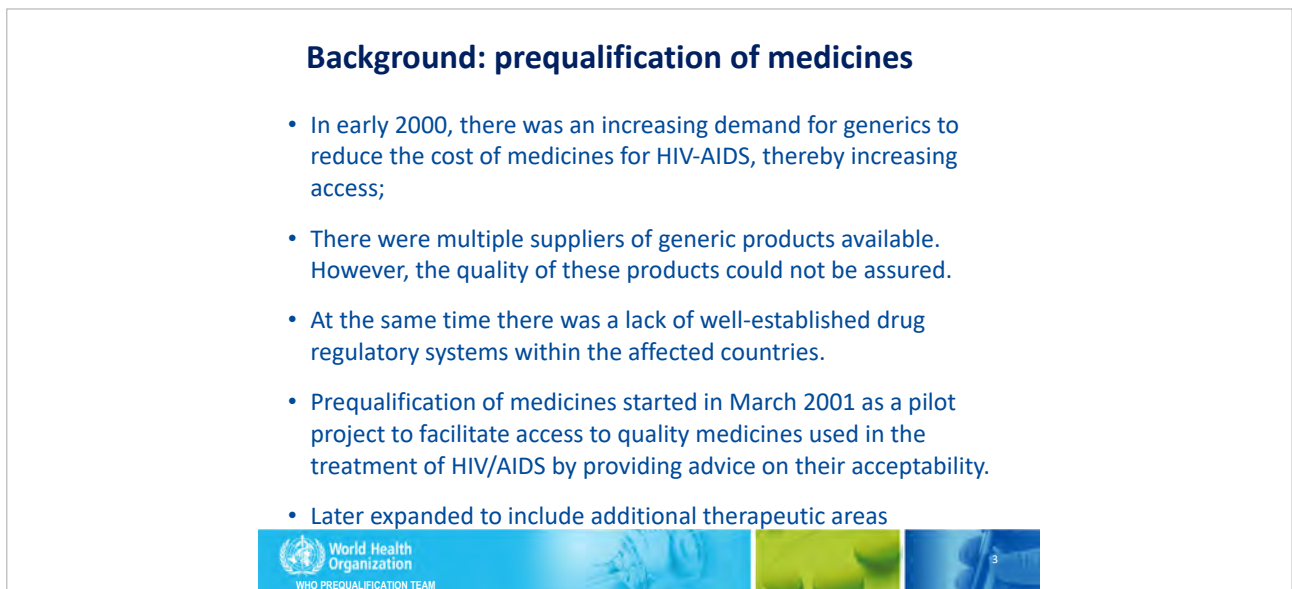 Background: prequalification of medicines
• In early 2000, there was an increasing demand for generics to
reduce the cost of medicines for HIV-AIDS, thereby increasing
access;
• There were multiple suppliers of generic products available.
However, the quality of these products could not be assured.
• At the same time there was a lack of well-established drug
regulatory systems within the affected countries.
• Prequalification of medicines started in March 2001 as a pilot
project to facilitate access to quality medicines used in the
treatment of HIV/AIDS by providing advice on their acceptability.
• Later expanded to include additional therapeutic areas
World Health
Organization
WHO PREQUALIFICATION TEAM
3